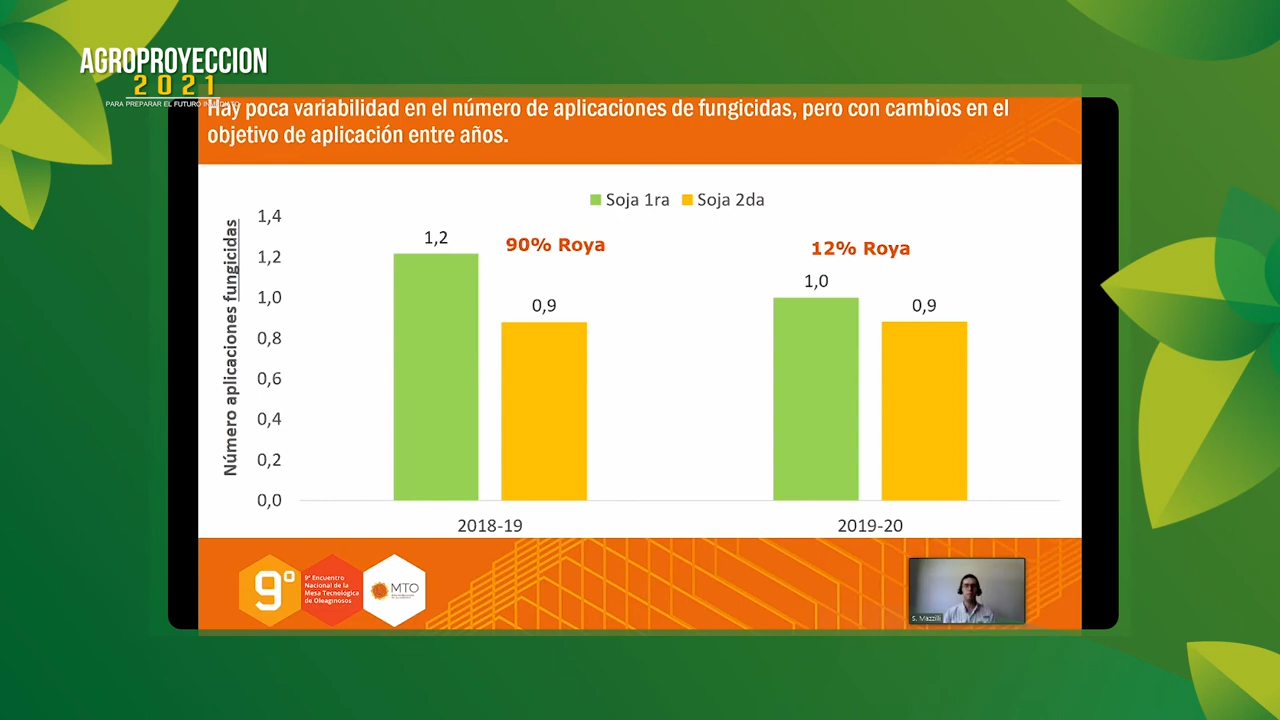 AGROPROYECCION
2021
PARA PREPARAR EL FUTURO INMEDIATO
Hay poca variabilidad en el número de aplicaciones de fungicidas, pero con cambios en el
objetivo de aplicación entre años.
Soja 1ra Soja 2da
Número aplicaciones fungicidas
1,4
1,2
1,0
0,8
0,6
0,4
0,2
0,0
1,2
90% Roya
0,9
12% Roya
1,0
0,9
2018-19
2019-20
9º
9º Encuentro
Nacional de la
Mesa Tecnológica
de Oleaginosos
MTO
S. Mazzilli